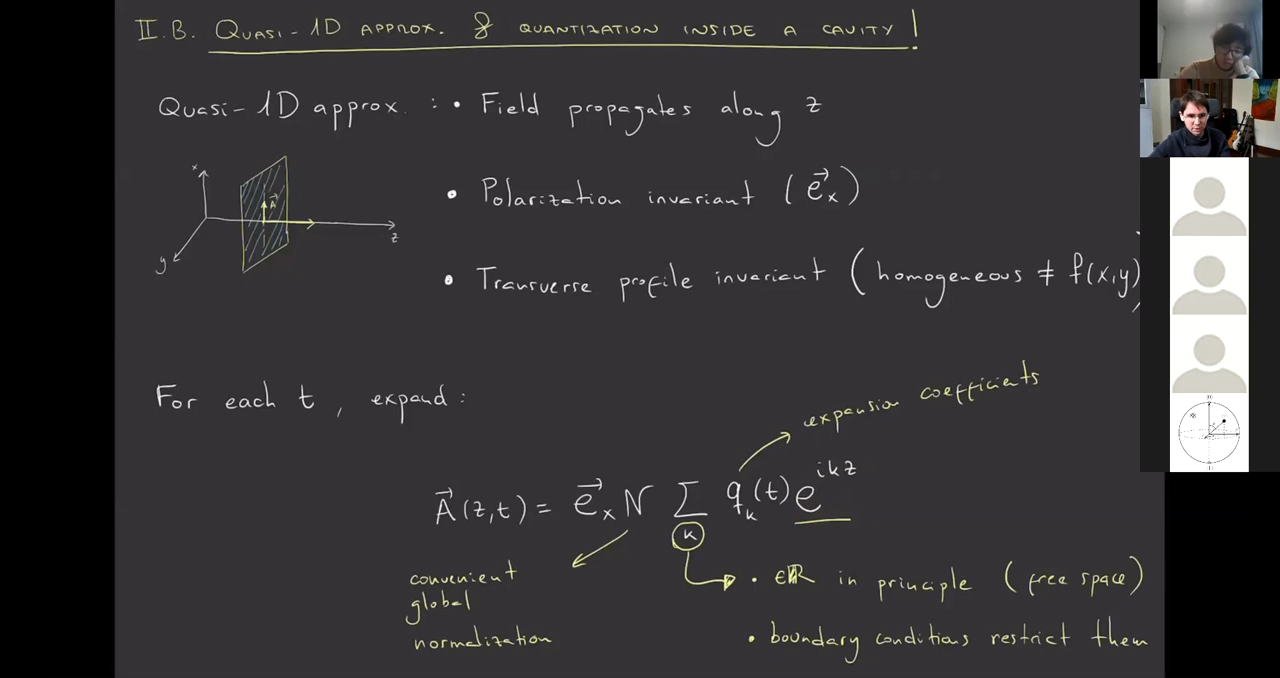 II.B. QUASI-1D APPROX. & QUANTIZATION INSIDE A CAVITY!
Quasi-1D approx. : • Field propagates along z
• Polarization invariant (e⃗ₓ)
• Transverse profile invariant (homogeneous ≠ f(x,y)
x
A⃗
z
y
For each t, expand:
expansion coefficients
A⃗(z,t) = e⃗ₓ N Σ qₖ(t) e^{ikz}
k
convenient
global
normalization
• ∈ℝ in principle (free space)
• boundary conditions restrict them